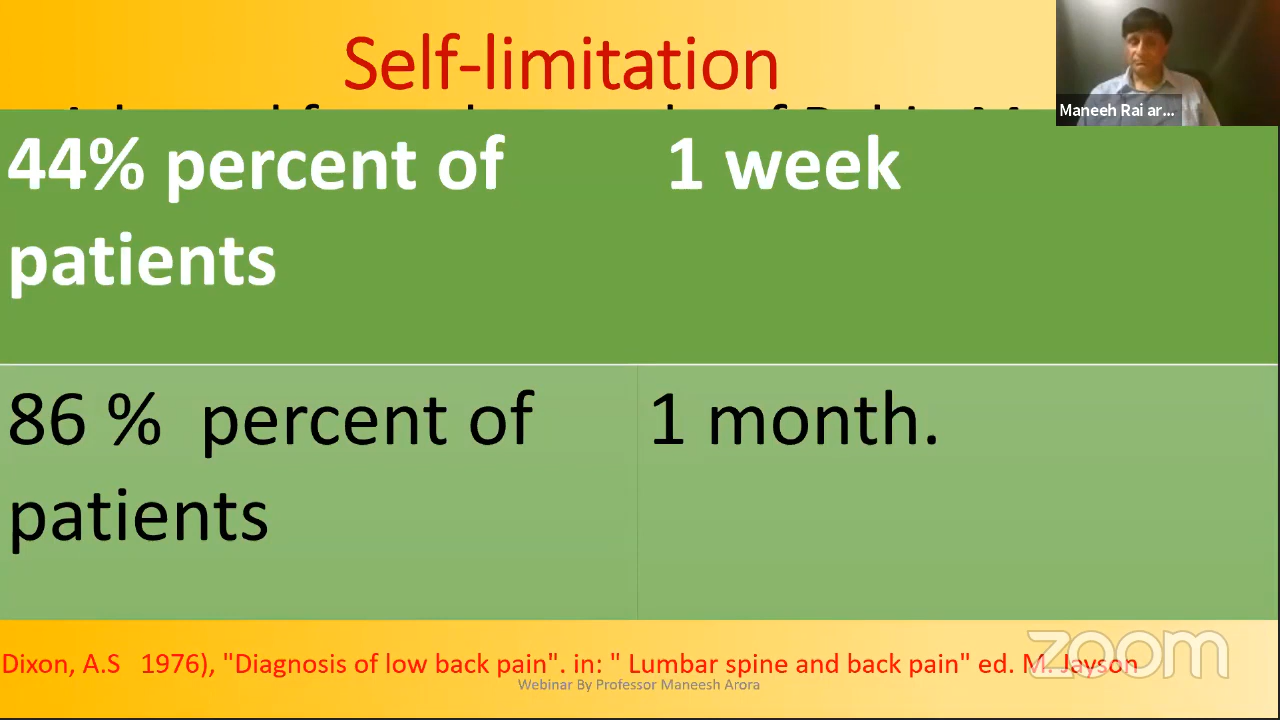 Self-limitation
Maneeh Rai ar...
44% percent of
patients
1 week
86 % percent of
patients
1 month.
Dixon, A.S 1976), "Diagnosis of low back pain". in: " Lumbar spine and back pain" ed. M. Jayson
Webinar By Professor Maneesh Arora
zoom